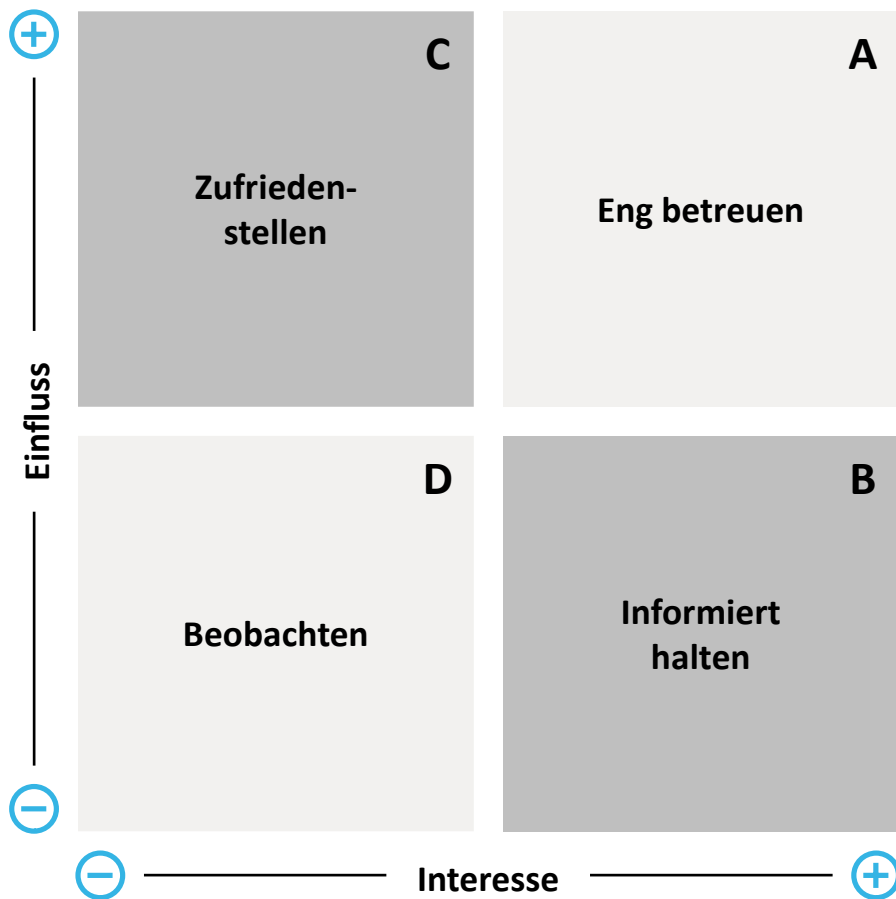 C
Zufrieden-
stellen
A
Eng betreuen
Einfluss
D
Beobachten
B
Informiert
halten
Interesse